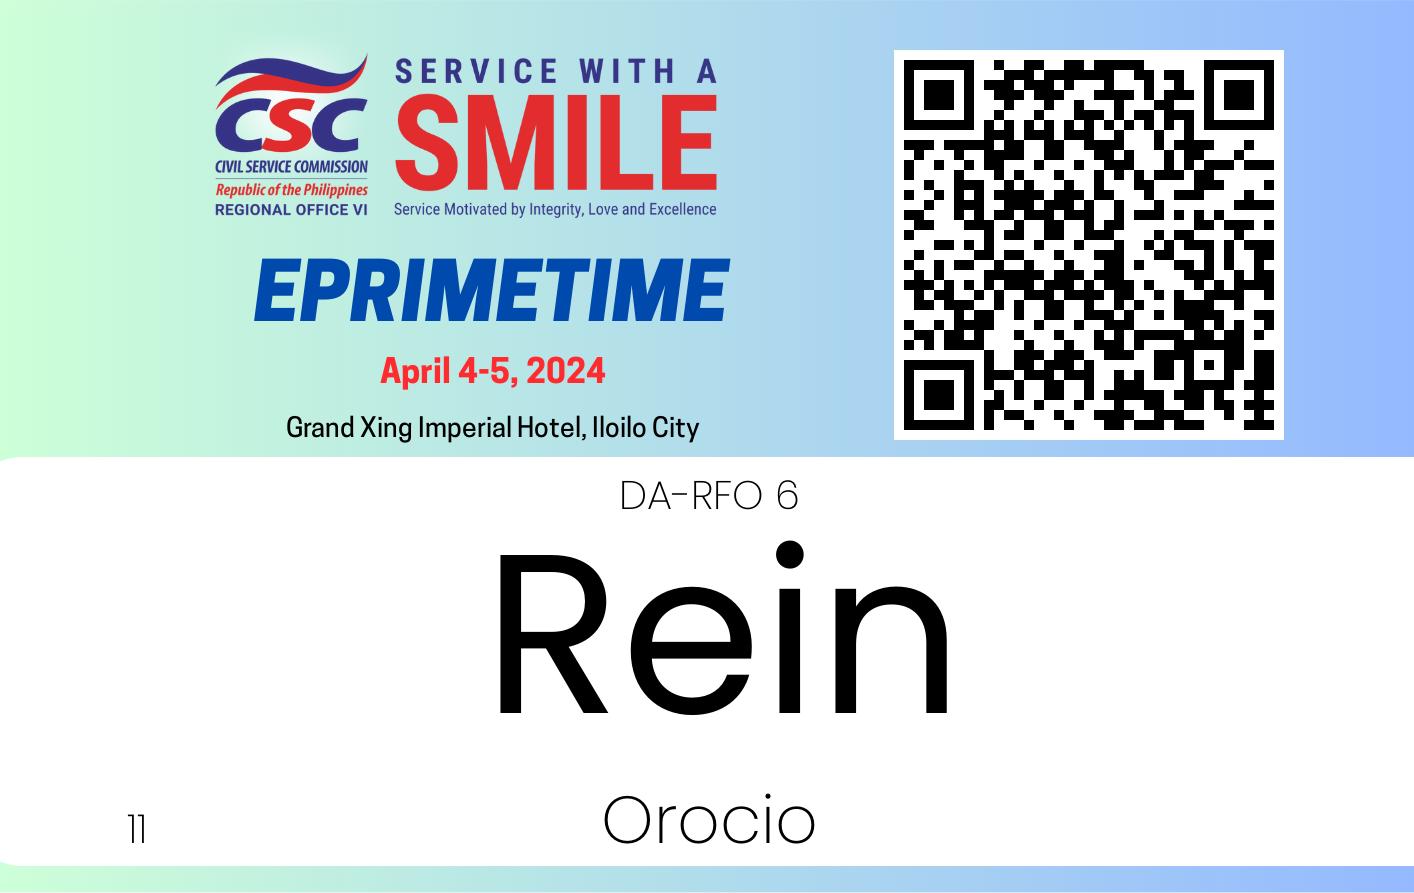 SERVICE WITH A
SMILE
Service Motivated by Integrity, Love and Excellence
CSC
CIVIL SERVICE COMMISSION
Republic of the Philippines
REGIONAL OFFICE VI
EPRIMETIME
April 4-5, 2024
Grand Xing Imperial Hotel, Iloilo City
DA-RFO 6
Rein
Orocio
11